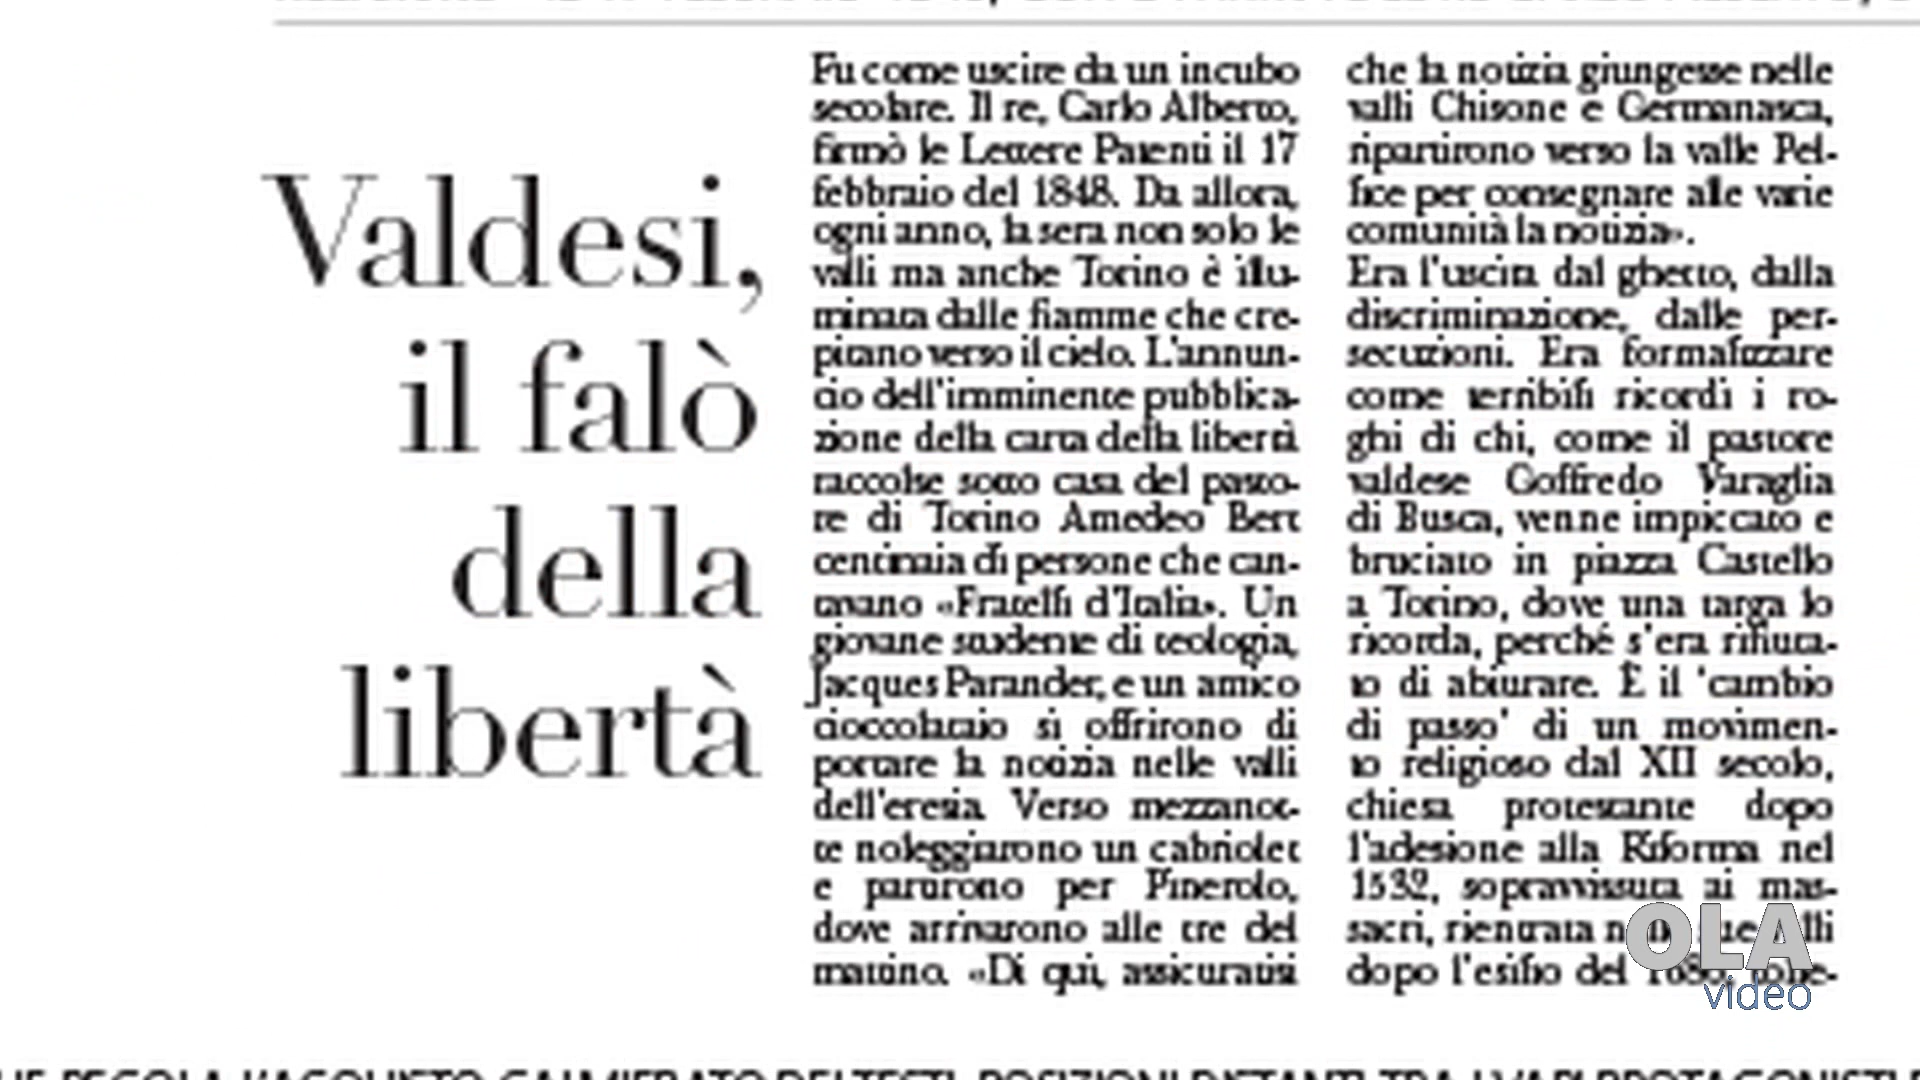 Valdesi,
il falò
della
libertà
Fu come uscire da un incubo
secolare. Il re, Carlo Alberto,
firmò le Lettere Patenti il 17
febbraio del 1848. Da allora,
ogni anno, la sera non solo le
valli ma anche Torino è illu-
minata dalle fiamme che cre-
pitano verso il cielo. L'annun-
cio dell'imminente pubblica-
zione della carta della libertà
raccolse sotto casa del pasto-
re di Torino Amedeo Bert
centinaia di persone che can-
tavano «Fratelli d'Italia». Un
giovane studente di teologia,
Jacques Parander, e un amico
cioccolataio si offrirono di
portare la notizia nelle valli
dell'eresia. Verso mezzanot-
te noleggiarono un cabriolet
e partirono per Pinerolo,
dove arrivarono alle tre del
mattino. «Di qui, assicuratisi
che la notizia giungesse nelle
valli Chisone e Germanasca,
ripartirono verso la valle Pel-
lice per consegnare alle varie
comunità la notizia».
Era l'uscita dal ghetto, dalla
discriminazione, dalle per-
secuzioni. Era formalizzare
come terribili ricordi i ro-
ghi di chi, come il pastore
valdese Goffredo Varaglia
di Busca, venne impiccato e
bruciato in piazza Castello
a Torino, dove una targa lo
ricorda, perché s'era rifiuta-
to di abiurare. È il 'cambio
di passo' di un movimen-
to religioso dal XII secolo,
chiesa protestante dopo
l'adesione alla Riforma nel
1532, sopravvissuta ai mas-
sacri, rientrata
dopo l'esilio del
OLA
video